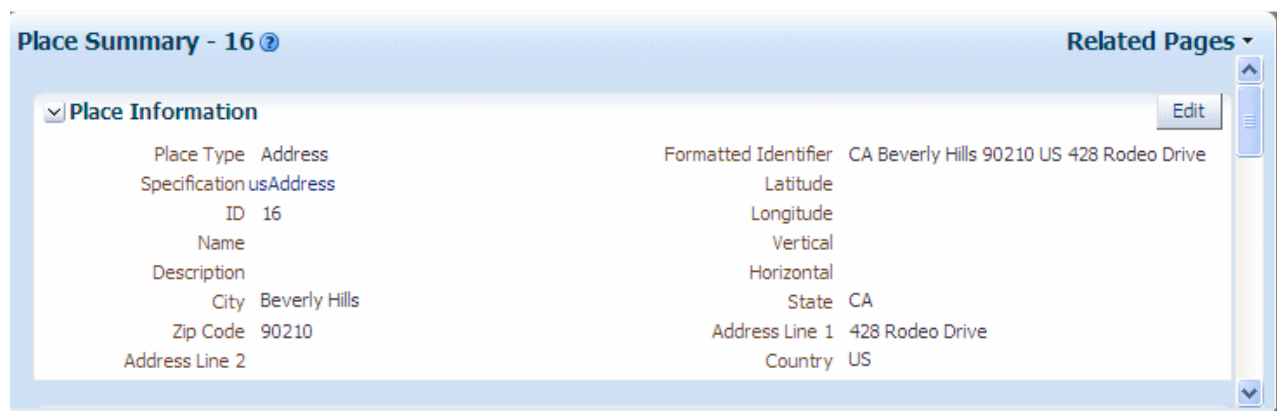 Place Summary - 16 Related Pages
Place Information Edit
Place Type Address Formatted Identifier CA Beverly Hills 90210 US 428 Rodeo Drive
Specification usAddress Latitude
ID 16 Longitude
Name Vertical
Description Horizontal
City Beverly Hills State CA
Zip Code 90210 Address Line 1 428 Rodeo Drive
Address Line 2 Country US